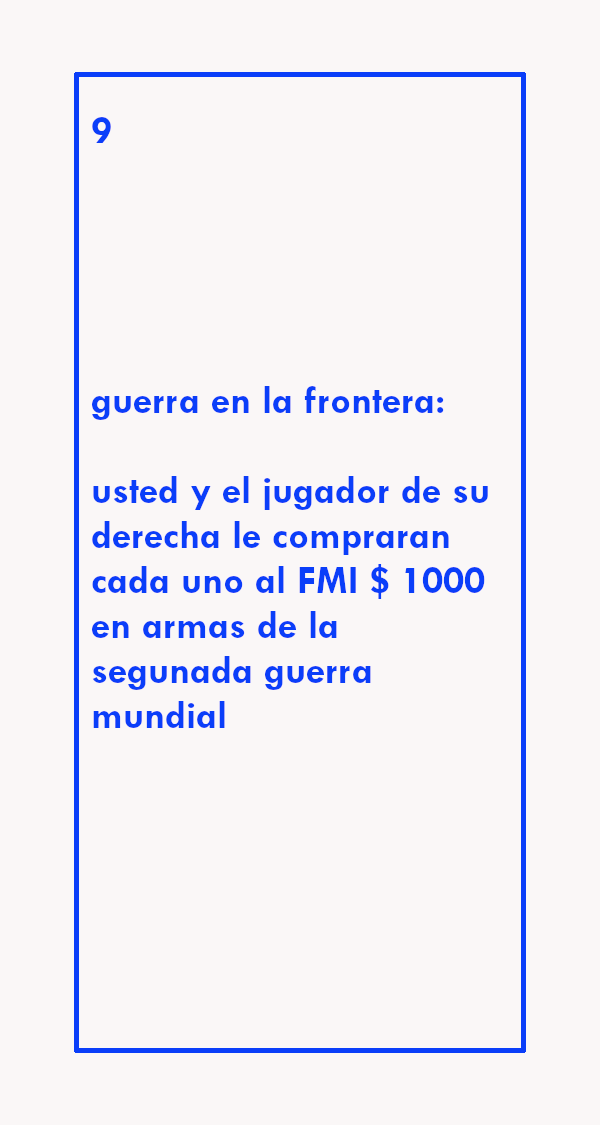 9
guerra en la frontera:
usted y el jugador de su
derecha le compraran
cada uno al FMI $ 1000
en armas de la
segunada guerra
mundial